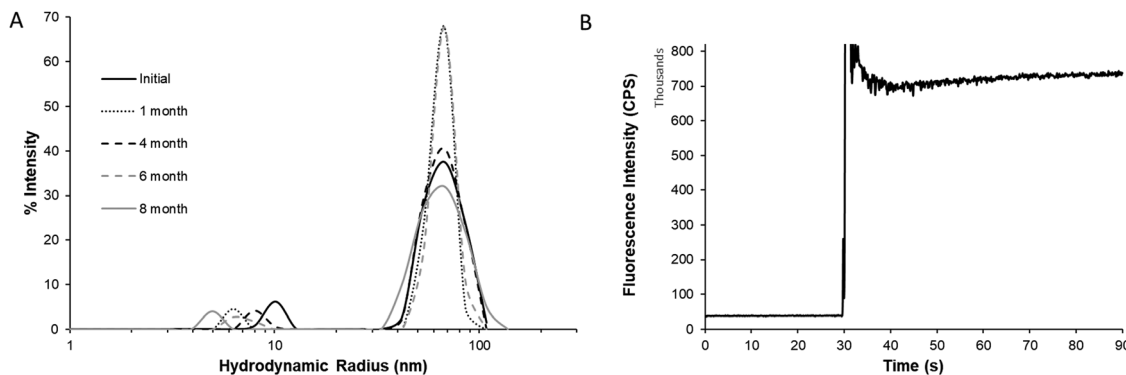 A
70
60
50
40
30
20
10
0
% Intensity
Initial
1 month
4 month
6 month
8 month
1
10
100
Hydrodynamic Radius (nm)
B
800
700
600
500
400
300
200
100
0
Thousands
Fluorescence Intensity (CPS)
0 10 20 30 40 50 60 70 80 90
Time (s)